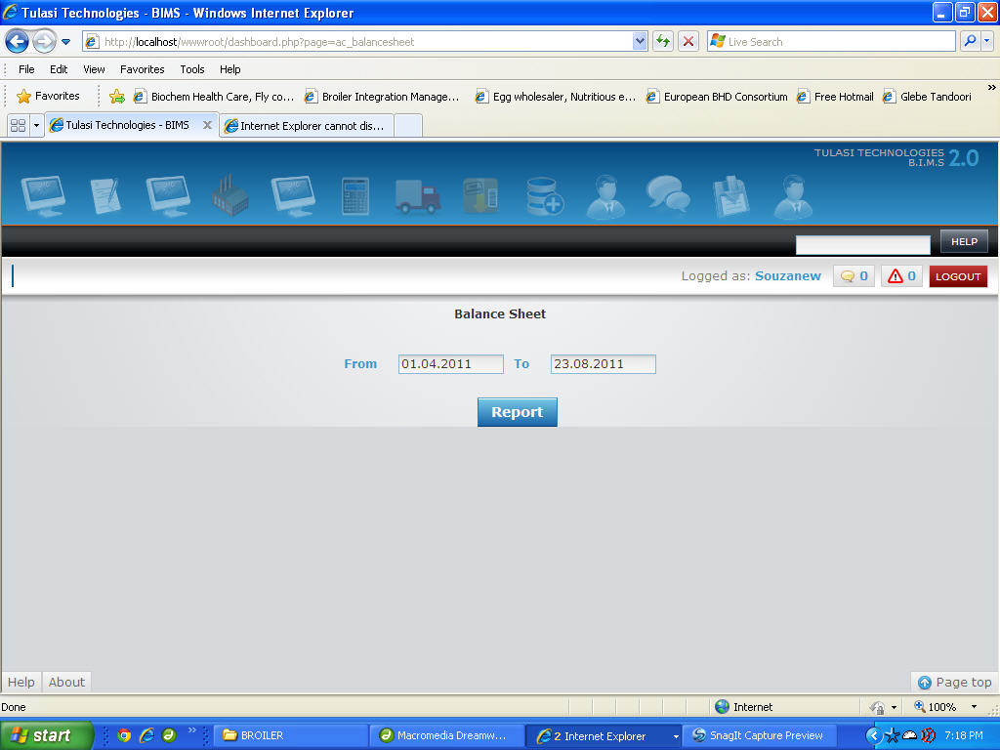 Tulasi Technologies - BIMS - Windows Internet Explorer
http://localhost/wwwroot/dashboard.php?page=ac_balancesheet
Live Search
File Edit View Favorites Tools Help
Favorites Biochem Health Care, Fly co... Broiler Integration Manage... Egg wholesaler, Nutritious e... European BHD Consortium Free Hotmail Glebe Tandoori
Tulasi Technologies - BIMS Internet Explorer cannot dis...
TULASI TECHNOLOGIES
B.I.M.S 2.0
HELP
Logged as: Souzanew 0 0 LOGOUT
Balance Sheet
From 01.04.2011 To 23.08.2011
Report
Help About Page top
Done Internet 100%
start BROILER Macromedia Dreamw... 2 Internet Explorer SnagIt Capture Preview 7:18 PM